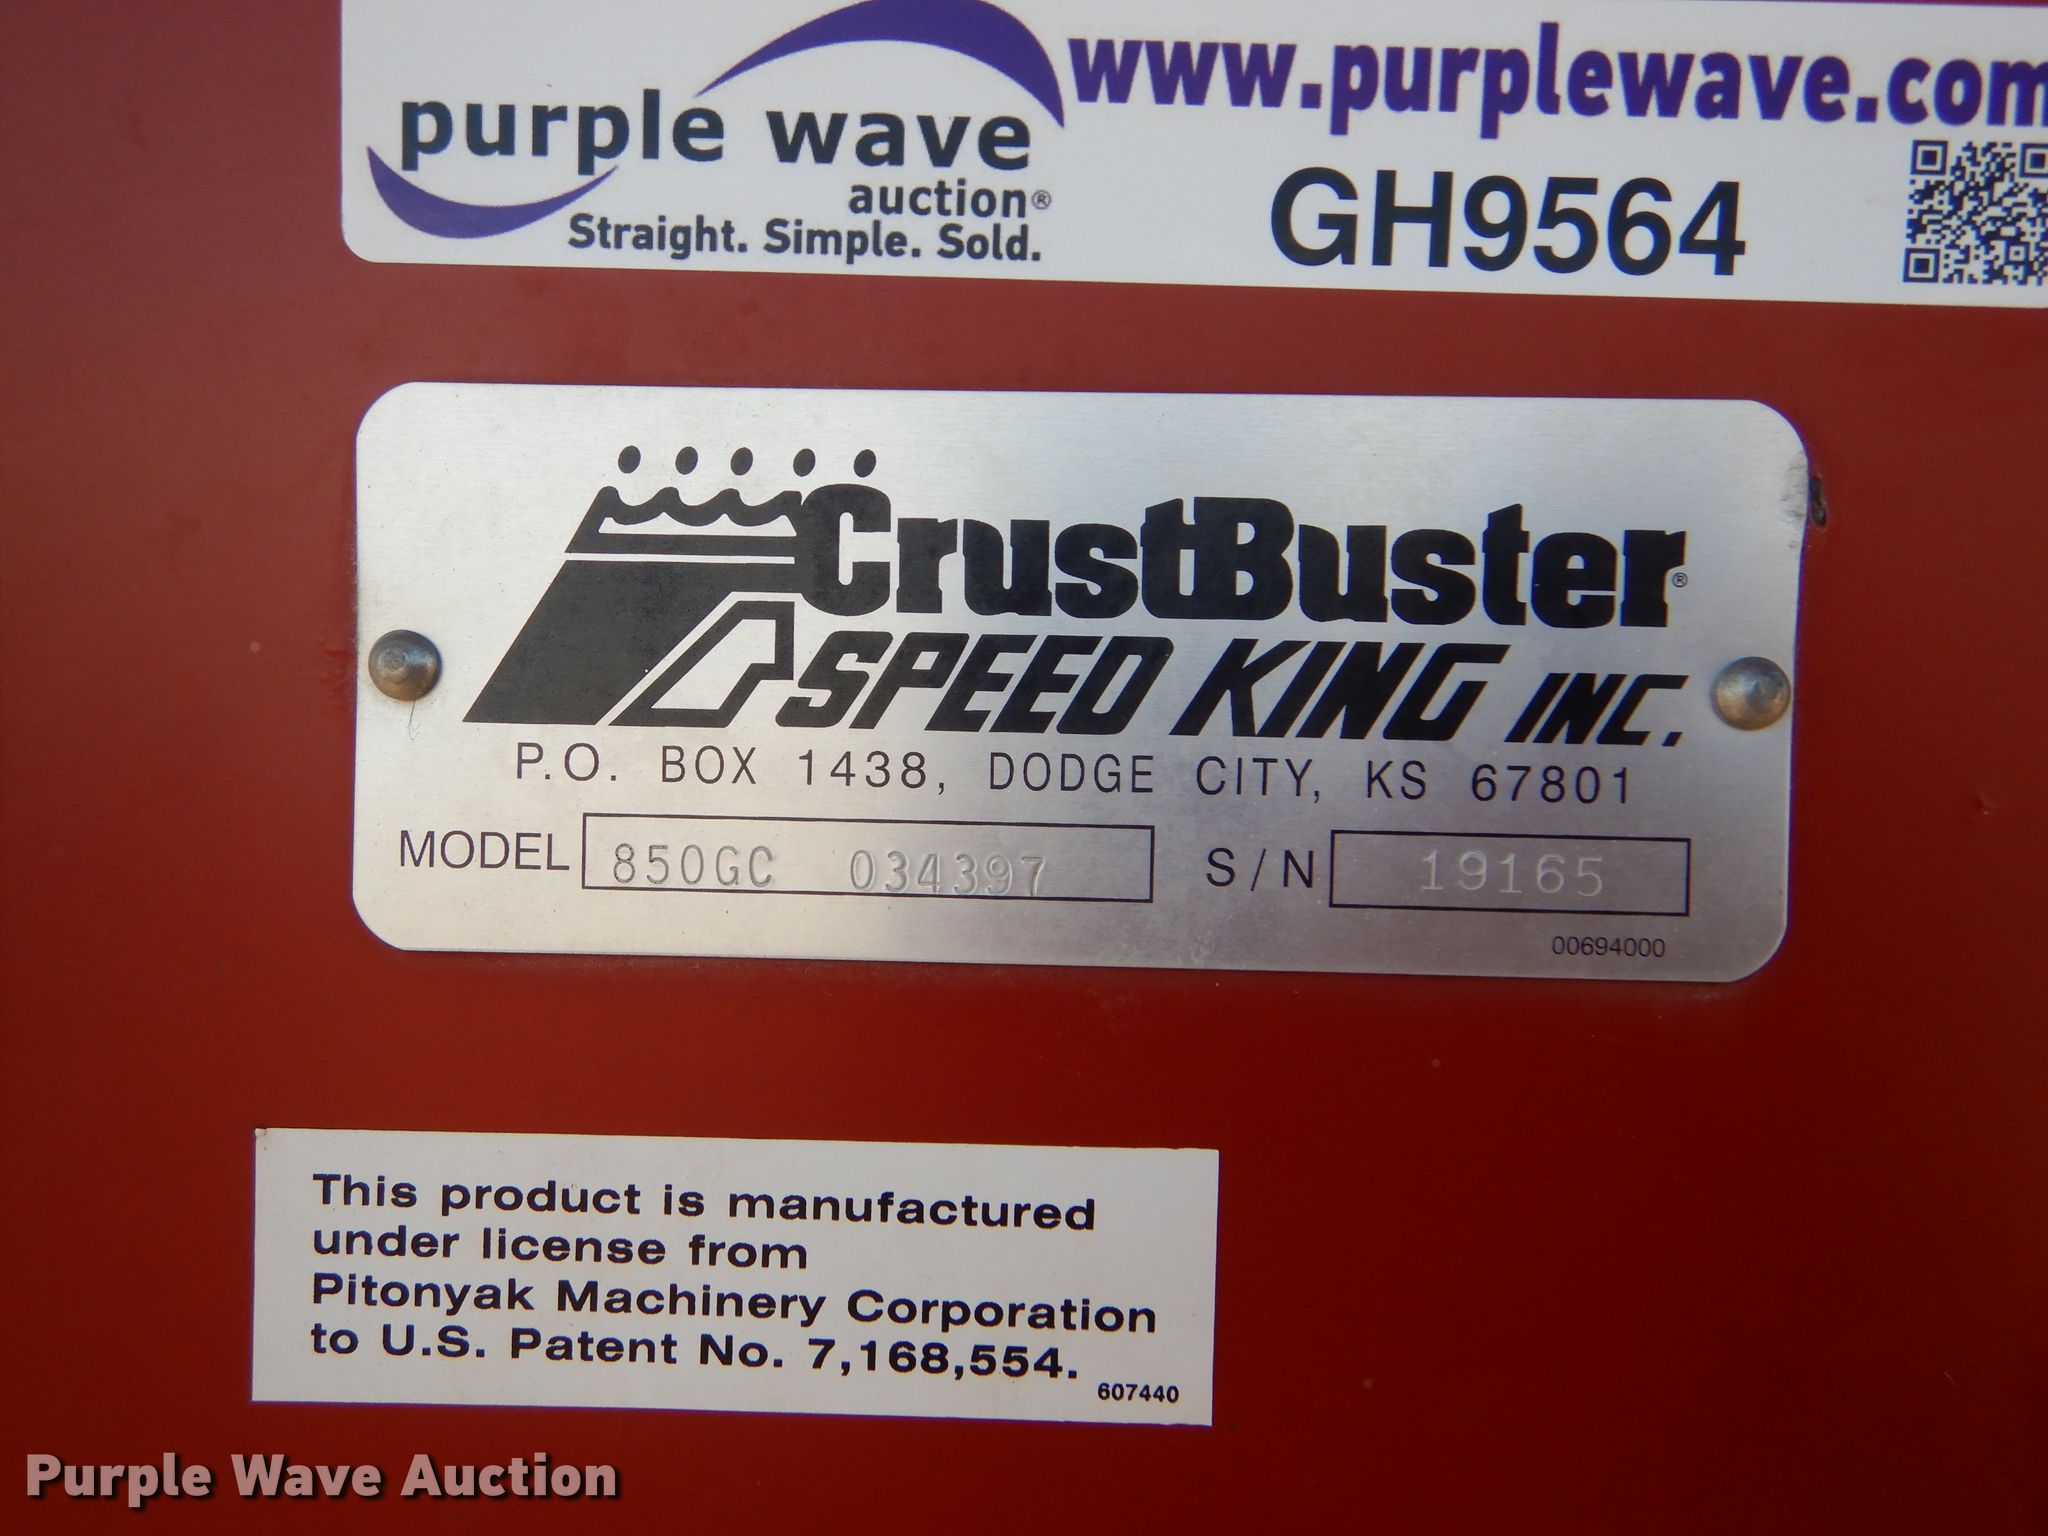 purple wave
auction®
Straight. Simple. Sold.
www.purplewave.com
GH9564
CrustBuster®
SPEED KING INC.
P.O. BOX 1438, DODGE CITY, KS 67801
MODEL 850GC 034397 S/N 19165
00694000
This product is manufactured
under license from
Pitonyak Machinery Corporation
to U.S. Patent No. 7,168,554.
607440
Purple Wave Auction